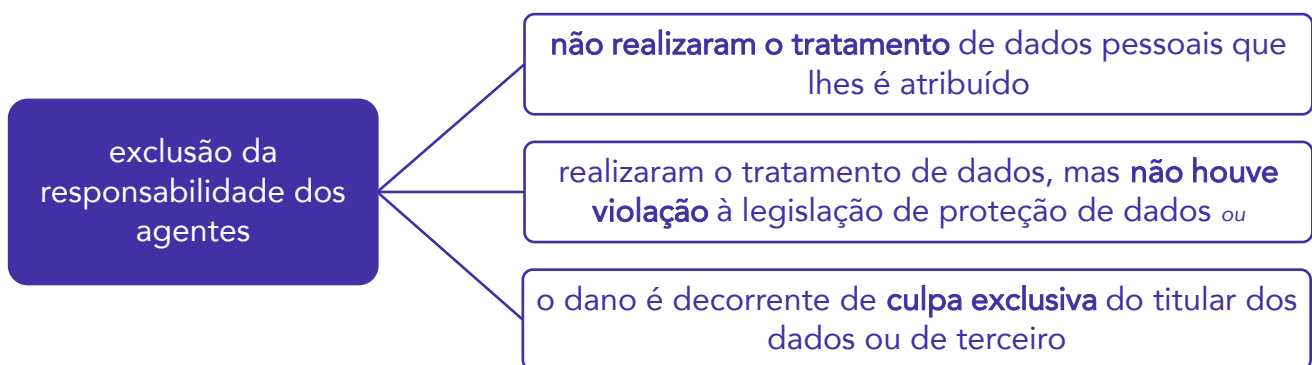 exclusão da
responsabilidade dos
agentes
não realizaram o tratamento de dados pessoais que
lhes é atribuído
realizaram o tratamento de dados, mas não houve
violação à legislação de proteção de dados ou
o dano é decorrente de culpa exclusiva do titular dos
dados ou de terceiro